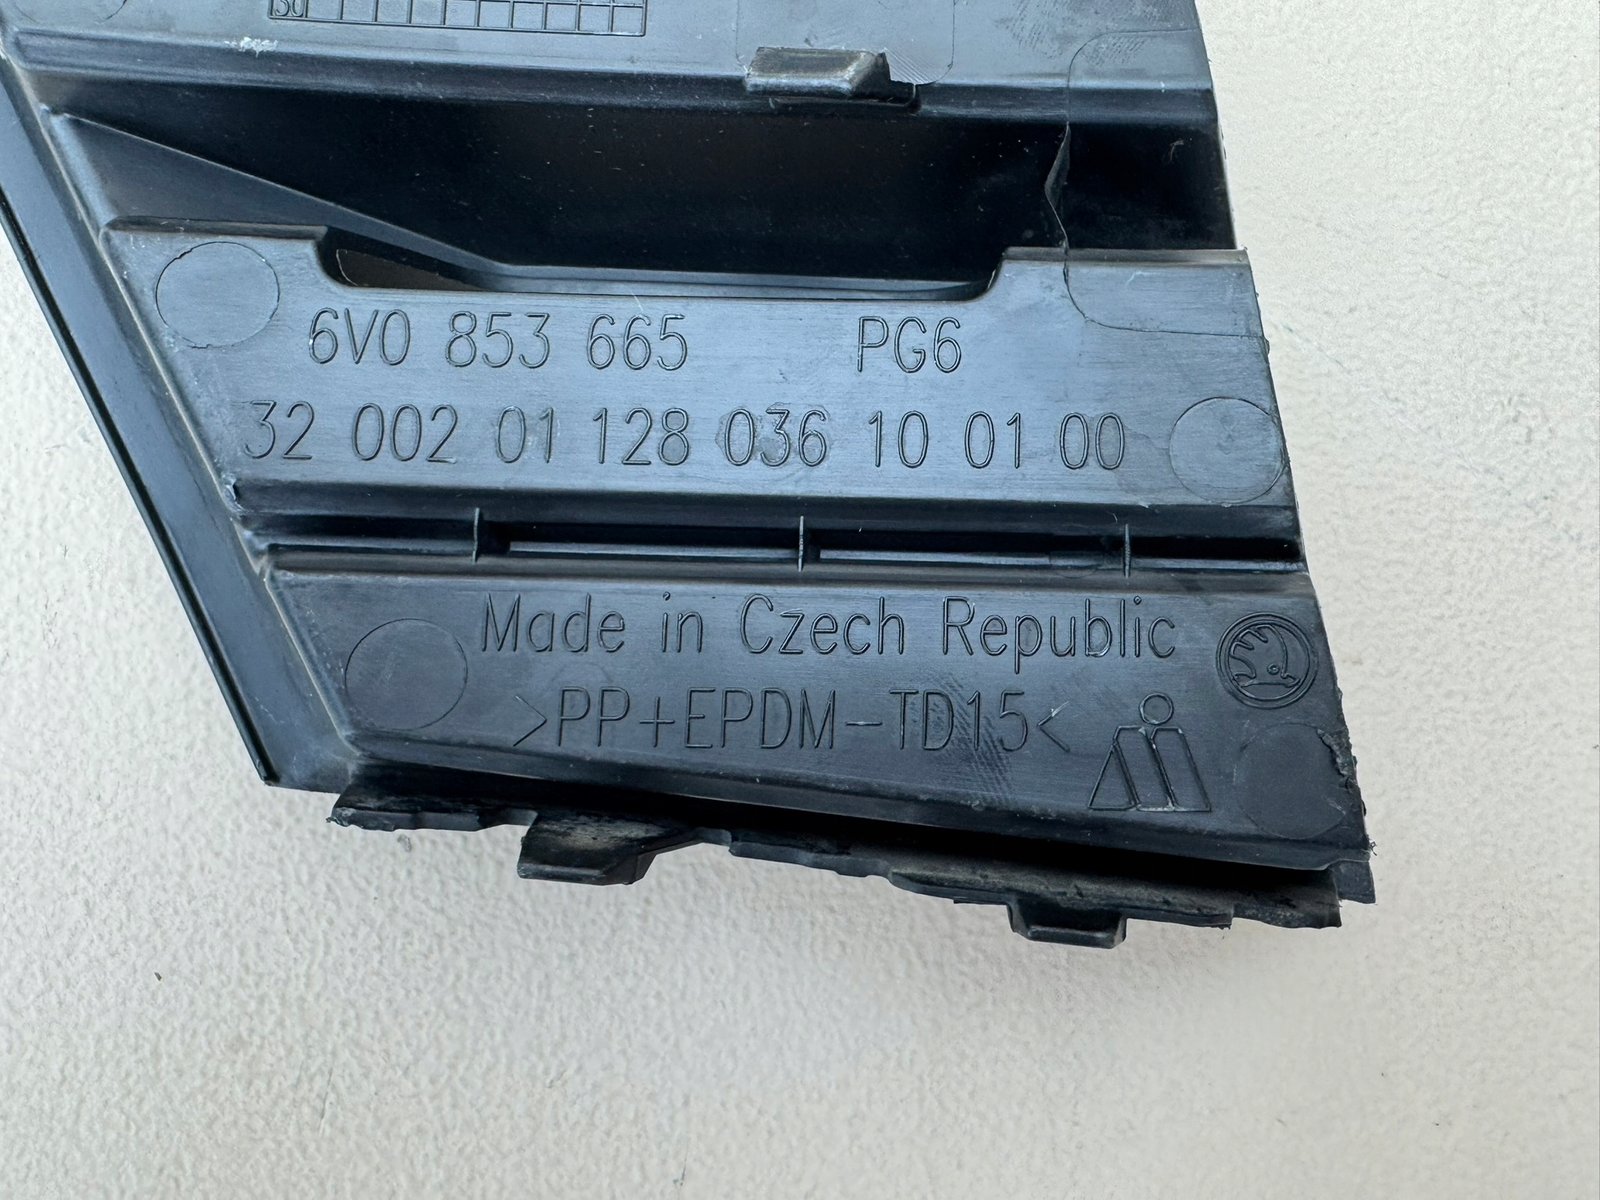 30
6V0 853 665 PG6
32 002 01 128 036 10 01 00
Made in Czech Republic
>PP+EPDM-TD15<